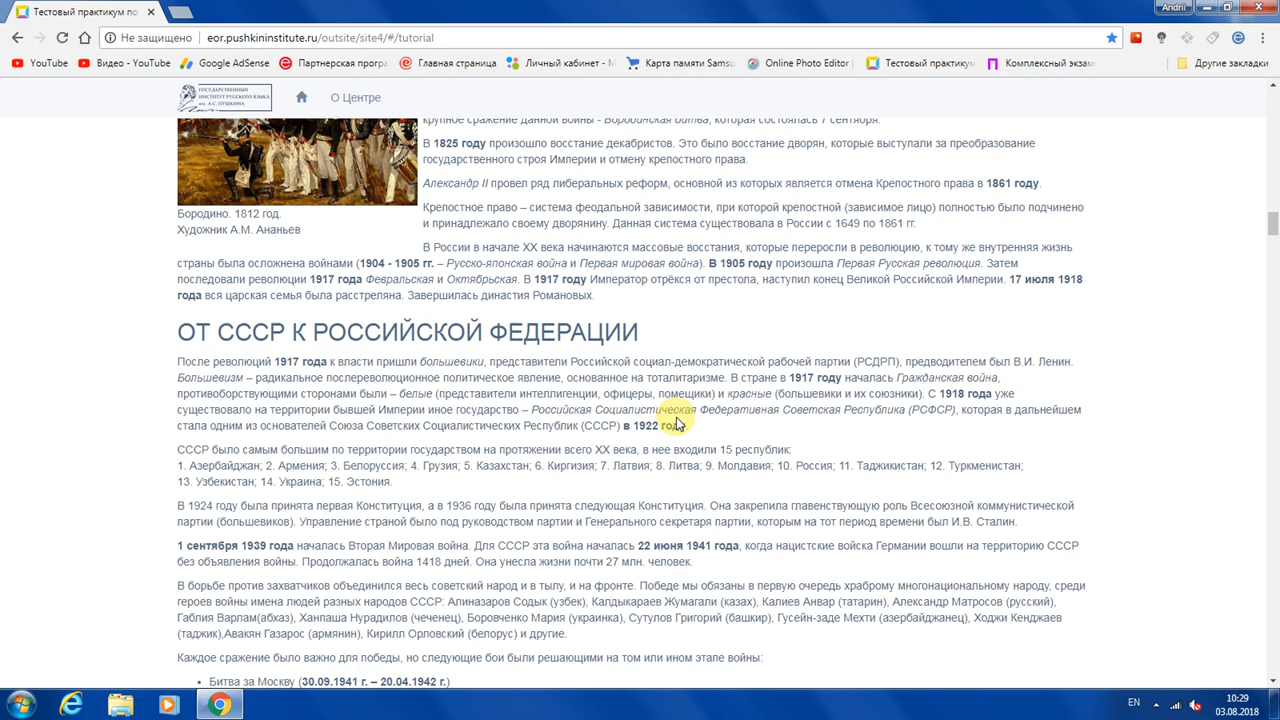 Тестовый практикум по
Andrii
Не защищено
eor.pushkininstitute.ru/outsite/site4/#/tutorial
YouTube
Видео - YouTube
Google AdSense
Партнерская програ
Главная страница
Личный кабинет - М
Карта памяти Samsu
Online Photo Editor |
Тестовый практикум
Комплексный экзам
Другие закладки
ГОСУДАРСТВЕННЫЙ
ИНСТИТУТ РУССКОГО ЯЗЫКА
им. А.С. ПУШКИНА
О Центре
крупное сражение данной войны - Бородинская битва, которая состоялась 7 сентября.
В 1825 году произошло восстание декабристов. Это было восстание дворян, которые выступали за преобразование
государственного строя Империи и отмену крепостного права.
Александр II провел ряд либеральных реформ, основной из которых является отмена Крепостного права в 1861 году.
Бородино. 1812 год.
Художник А.М. Ананьев
Крепостное право – система феодальной зависимости, при которой крепостной (зависимое лицо) полностью было подчинено
и принадлежало своему дворянину. Данная система существовала в России с 1649 по 1861 гг.
В России в начале XX века начинаются массовые восстания, которые переросли в революцию, к тому же внутренняя жизнь
страны была осложнена войнами (1904 - 1905 гг. – Русско-японская война и Первая мировая война). В 1905 году произошла Первая Русская революция. Затем
последовали революции 1917 года Февральская и Октябрьская. В 1917 году Император отрёкся от престола, наступил конец Великой Российской Империи. 17 июля 1918
года вся царская семья была расстреляна. Завершилась династия Романовых.
ОТ СССР К РОССИЙСКОЙ ФЕДЕРАЦИИ
После революций 1917 года к власти пришли большевики, представители Российской социал-демократической рабочей партии (РСДРП), предводителем был В.И. Ленин.
Большевизм – радикальное послереволюционное политическое явление, основанное на тоталитаризме. В стране в 1917 году началась Гражданская война,
противоборствующими сторонами были – белые (представители интеллигенции, офицеры, помещики) и красные (большевики и их союзники). С 1918 года уже
существовало на территории бывшей Империи иное государство – Российская Социалистическая Федеративная Советская Республика (РСФСР), которая в дальнейшем
стала одним из основателей Союза Советских Социалистических Республик (СССР) в 1922 году.
СССР было самым большим по территории государством на протяжении всего XX века, в нее входили 15 республик:
1. Азербайджан; 2. Армения; 3. Белоруссия; 4. Грузия; 5. Казахстан; 6. Киргизия; 7. Латвия; 8. Литва; 9. Молдавия; 10. Россия; 11. Таджикистан; 12. Туркменистан;
13. Узбекистан; 14. Украина; 15. Эстония.
В 1924 году была принята первая Конституция, а в 1936 году была принята следующая Конституция. Она закрепила главенствующую роль Всесоюзной коммунистической
партии (большевиков). Управление страной было под руководством партии и Генерального секретаря партии, которым на тот период времени был И.В. Сталин.
1 сентября 1939 года началась Вторая Мировая война. Для СССР эта война началась 22 июня 1941 года, когда нацистские войска Германии вошли на территорию СССР
без объявления войны. Продолжалась война 1418 дней. Она унесла жизни почти 27 млн. человек.
В борьбе против захватчиков объединился весь советский народ и в тылу, и на фронте. Победе мы обязаны в первую очередь храброму многонациональному народу, среди
героев войны имена людей разных народов СССР: Алиназаров Содык (узбек), Калдыкараев Жумагали (казах), Калиев Анвар (татарин), Александр Матросов (русский),
Габлия Варлам(абхаз), Ханпаша Нурадилов (чеченец), Боровченко Мария (украинка), Сутулов Григорий (башкир), Гусейн-заде Мехти (азербайджанец), Ходжи Кенджаев
(таджик),Авакян Газарос (армянин), Кирилл Орловский (белорус) и другие.
Каждое сражение было важно для победы, но следующие бои были решающими на том или ином этапе войны:
• Битва за Москву (30.09.1941 г. – 20.04.1942 г.)
EN
10:29
03.08.2018